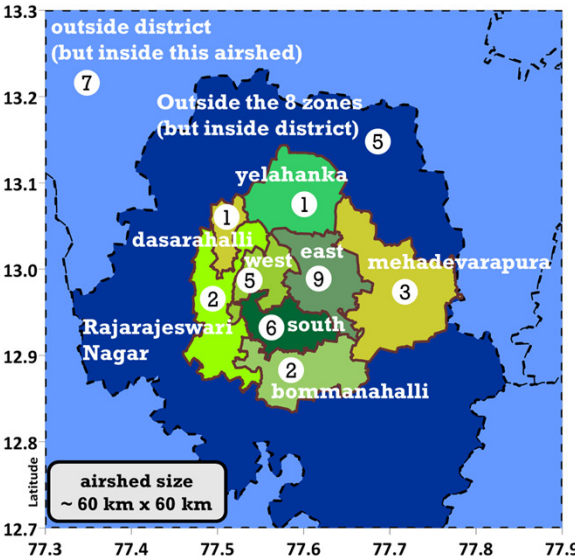 13.3
outside district
(but inside this airshed)
7
13.2
Outside the 8 zones
(but inside district)
5
yelahanka
13.1
1
1
dasarahalli
east
west
mehadevarapura
13.0
5
9
3
2
Rajarajeswari
Nagar
6 south
12.9
2
bommanahalli
12.8
Latitude
airshed size
~ 60 km x 60 km
12.7
77.3 77.4 77.5 77.6 77.7 77.8 77.9